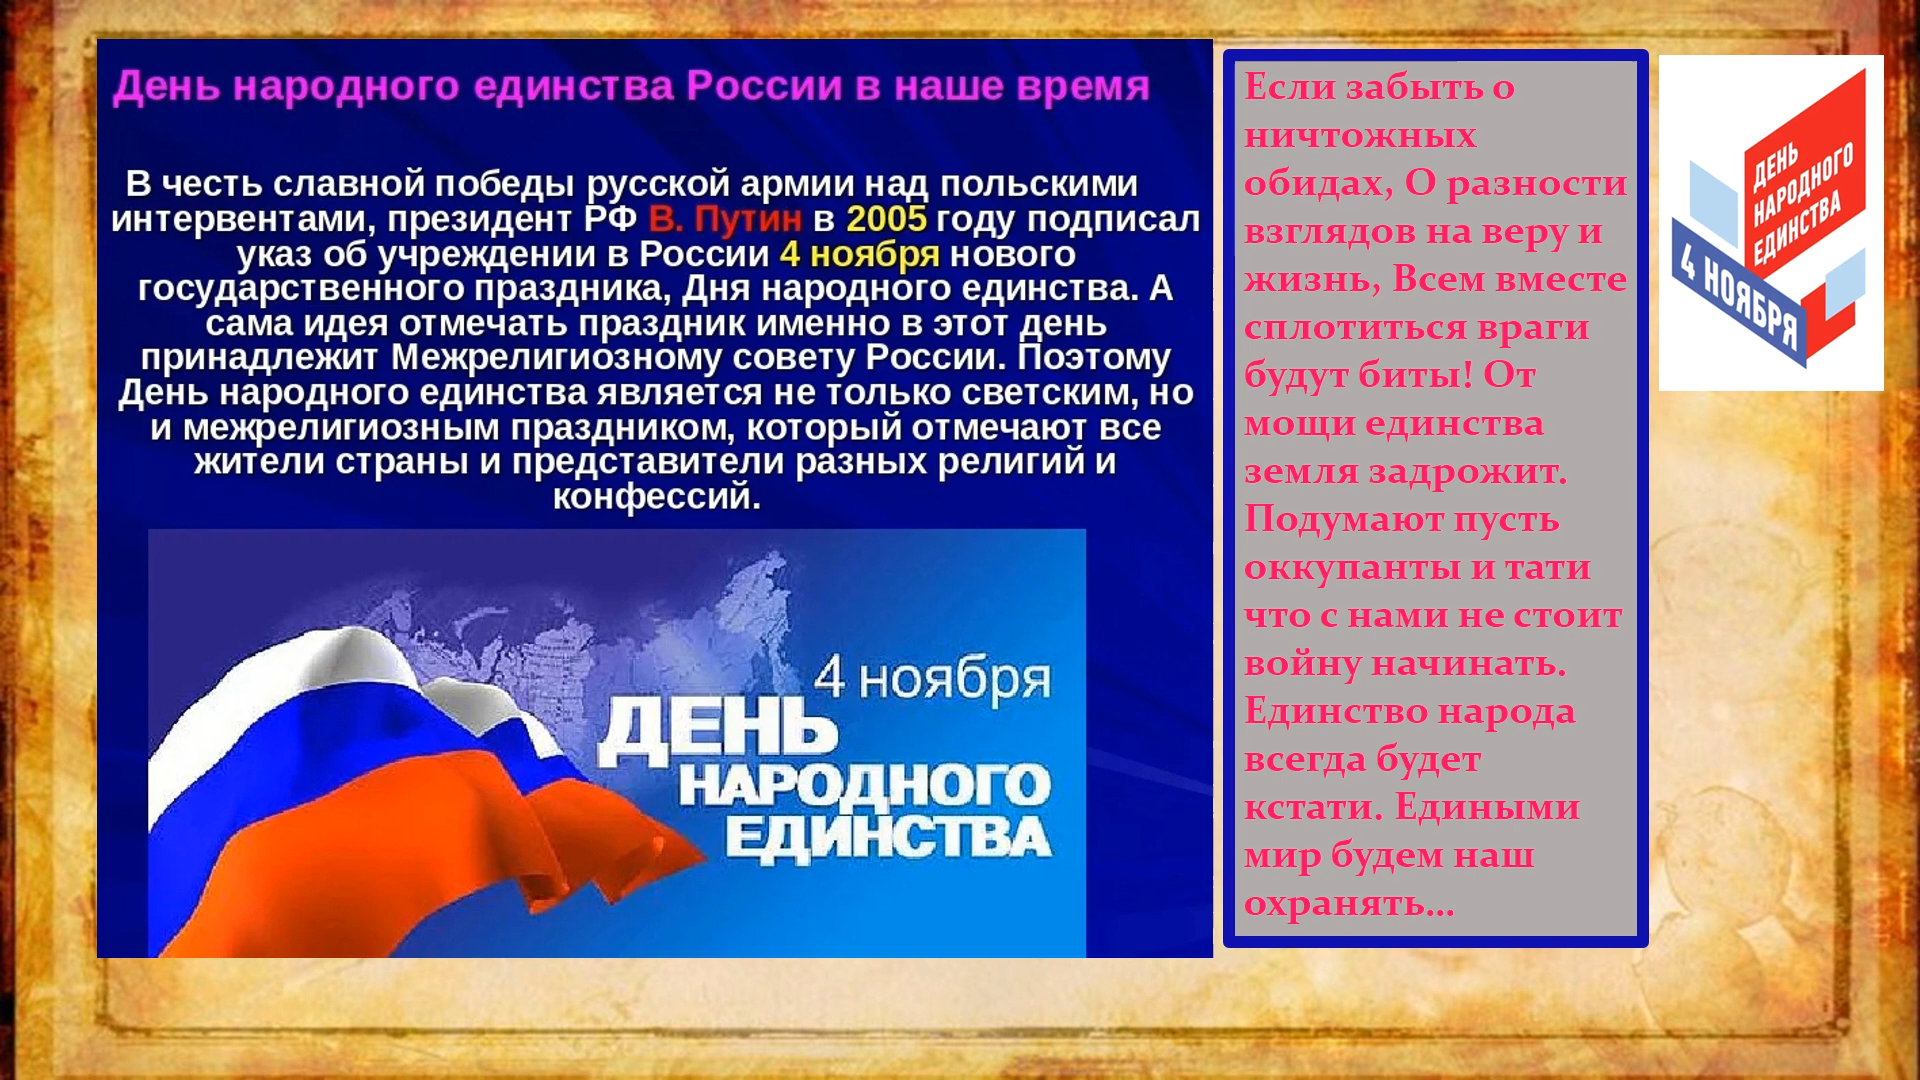 День народного единства России в наше время
В честь славной победы русской армии над польскими
интервентами, президент РФ В. Путин в 2005 году подписал
указ об учреждении в России 4 ноября нового
государственного праздника, Дня народного единства. А
сама идея отмечать праздник именно в этот день
принадлежит Межрелигиозному совету России. Поэтому
День народного единства является не только светским, но
и межрелигиозным праздником, который отмечают все
жители страны и представители разных религий и
конфессий.
4 ноября
ДЕНЬ
НАРОДНОГО
ЕДИНСТВА
Если забыть о
ничтожных
обидах, О разности
взглядов на веру и
жизнь, Всем вместе
сплотиться враги
будут биты! От
мощи единства
земля задрожит.
Подумают пусть
оккупанты и тати
что с нами не стоит
войну начинать.
Единство народа
всегда будет
кстати. Едиными
мир будем наш
охранять...
ДЕНЬ
НАРОДНОГО
ЕДИНСТВА
4 НОЯБРЯ